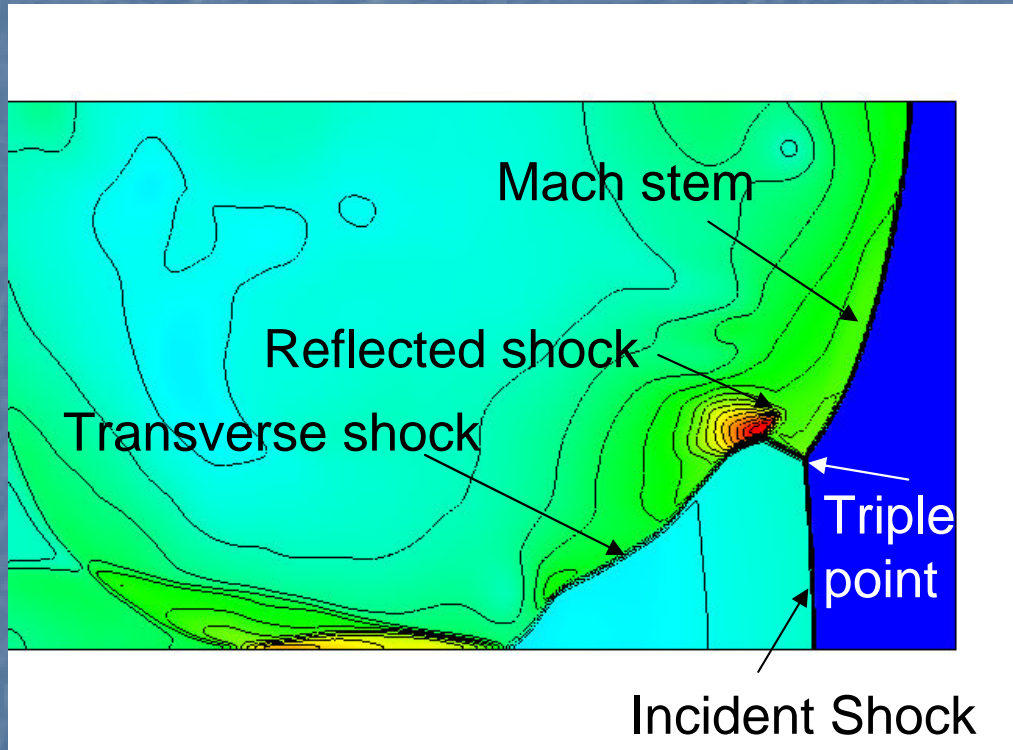 Mach stem
Reflected shock
Transverse shock
Triple
point
Incident Shock